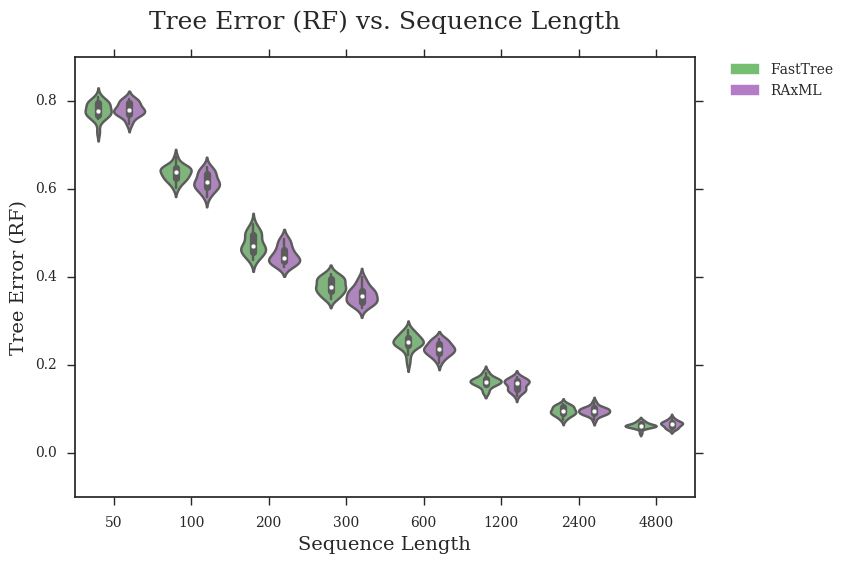 Tree Error (RF) vs. Sequence Length
FastTree
RAxML
Tree Error (RF)
0.8
0.6
0.4
0.2
0.0
50 100 200 300 600 1200 2400 4800
Sequence Length